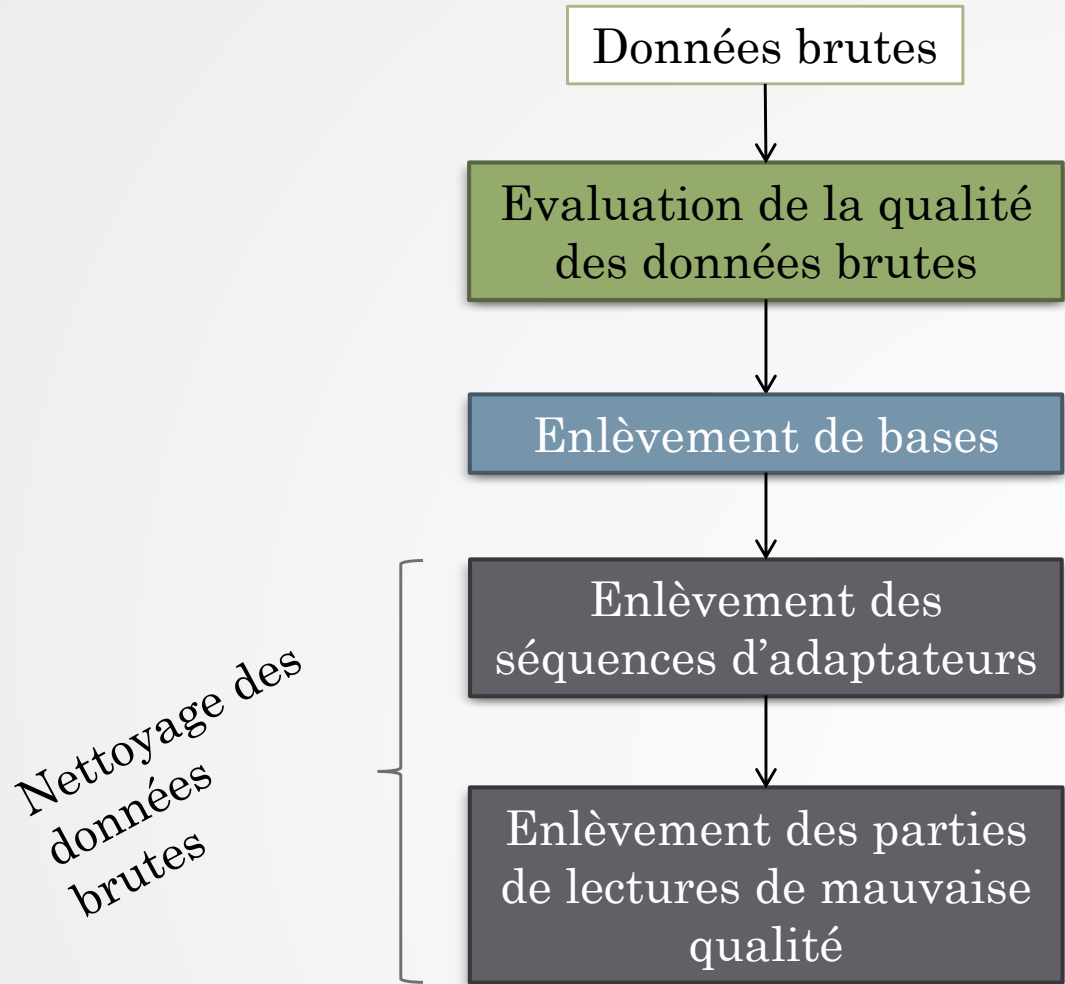 Données brutes
Evaluation de la qualité
des données brutes
Enlèvement de bases
Enlèvement des
séquences d’adaptateurs
Nettoyage des
données
brutes
Enlèvement des parties
de lectures de mauvaise
qualité